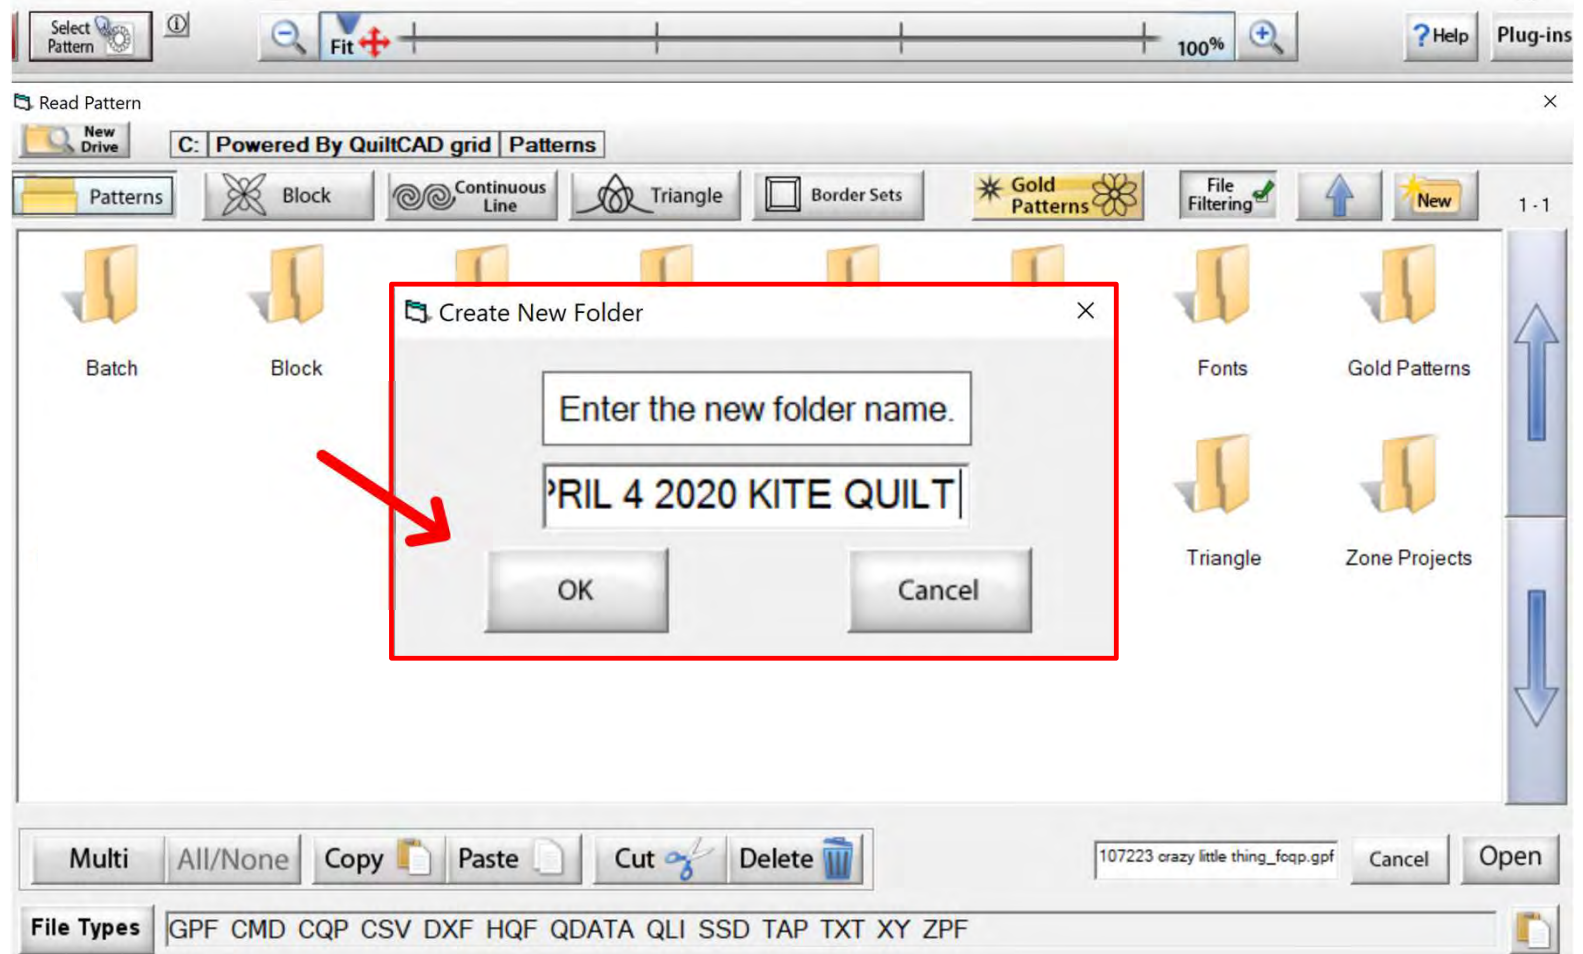 Select Pattern
Fit
100%
?Help
Plug-ins
Read Pattern
New Drive
C: Powered By QuiltCAD grid Patterns
Patterns
Block
Continuous Line
Triangle
Border Sets
Gold Patterns
File Filtering
New
1 - 1
Batch
Block
Fonts
Gold Patterns
Create New Folder
Enter the new folder name.
PRIL 4 2020 KITE QUILT
OK
Cancel
Triangle
Zone Projects
Multi
All/None
Copy
Paste
Cut
Delete
107223 crazy little thing_fcqp.gpf
Cancel
Open
File Types
GPF CMD CQP CSV DXF HQF QDATA QLI SSD TAP TXT XY ZPF